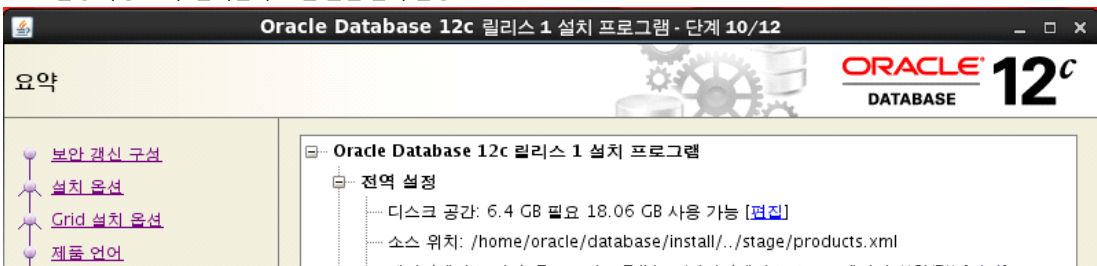 Oracle Database 12c 릴리스 1 설치 프로그램 - 단계 10/12
요약
ORACLE
DATABASE
12c
보안 갱신 구성
설치 옵션
Grid 설치 옵션
제품 언어
Oracle Database 12c 릴리스 1 설치 프로그램
전역 설정
디스크 공간: 6.4 GB 필요 18.06 GB 사용 가능 [편집]
소스 위치: /home/oracle/database/install/../stage/products.xml